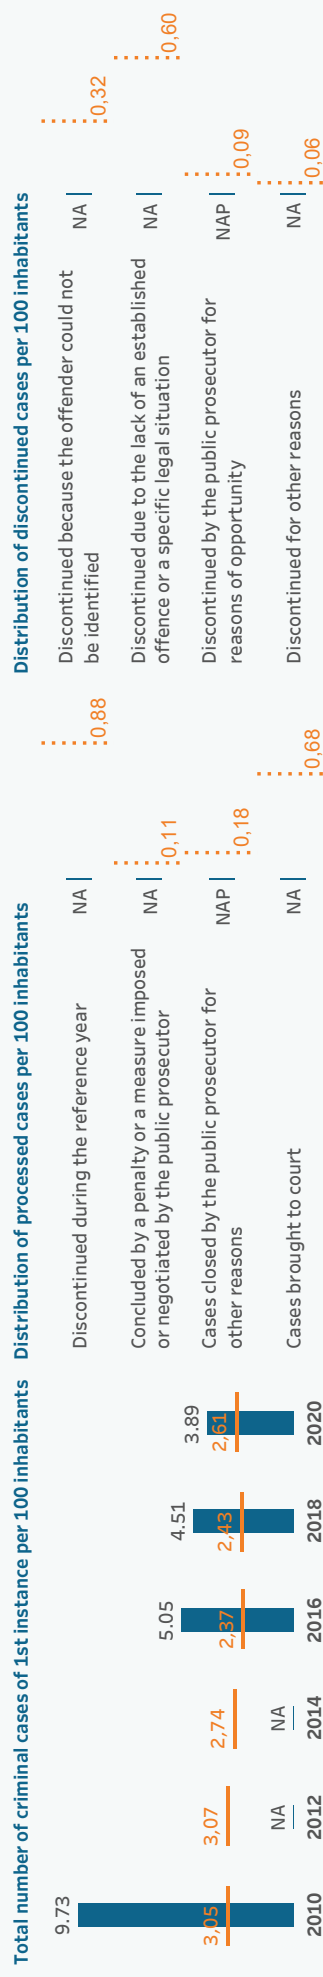 Total number of criminal cases of 1st instance per 100 inhabitants
9.73
3,05
3,07
NA
2,74
NA
5.05
2,37
4.51
2,43
3.89
2,61
2010 2012 2014 2016 2018 2020
Distribution of processed cases per 100 inhabitants
Discontinued during the reference year
NA
0,88
Concluded by a penalty or a measure imposed
or negotiated by the public prosecutor
NA
0,11
Cases closed by the public prosecutor for
other reasons
NAP
0,18
Cases brought to court
NA
0,68
Distribution of discontinued cases per 100 inhabitants
Discontinued because the offender could not
be identified
NA
0,32
Discontinued due to the lack of an established
offence or a specific legal situation
NA
0,60
Discontinued by the public prosecutor for
reasons of opportunity
NAP
0,09
Discontinued for other reasons
NA
0,06